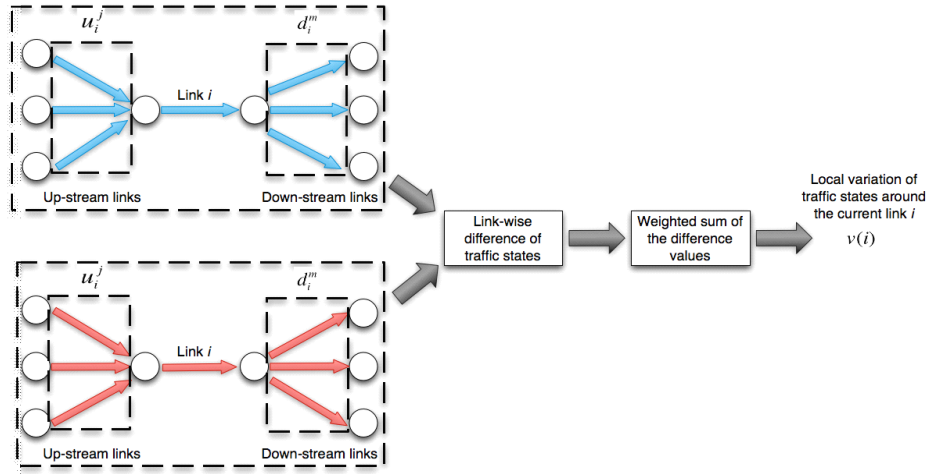 u_i^j
d_i^m
Link i
Up-stream links
Down-stream links
Link-wise
difference of
traffic states
Weighted sum of
the difference
values
Local variation of
traffic states around
the current link i
v(i)
u_i^j
d_i^m
Link i
Up-stream links
Down-stream links